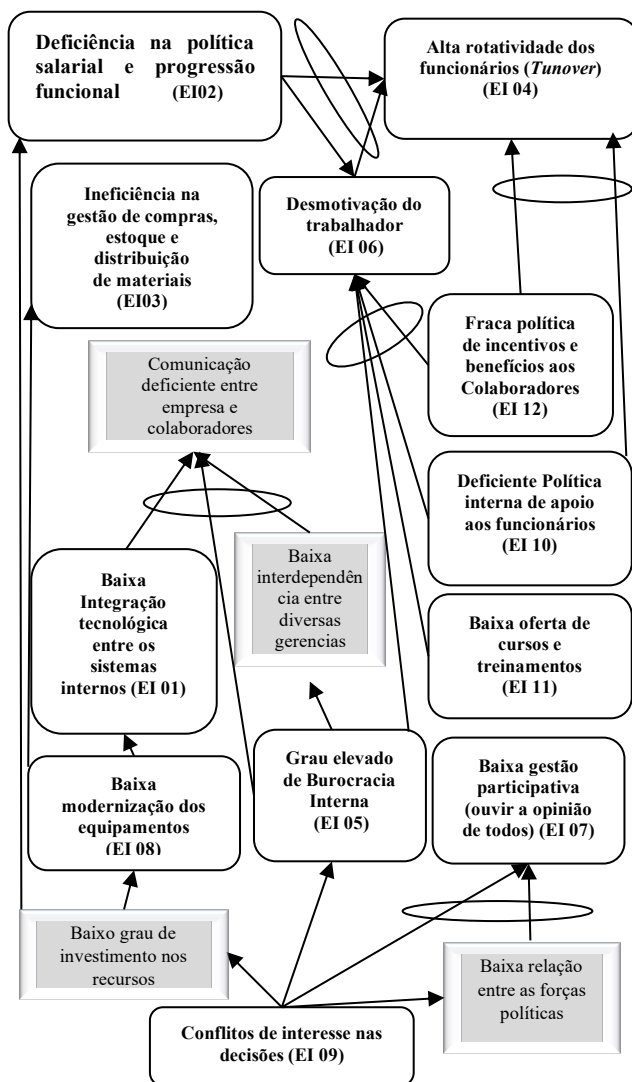 Deficiência na política
salarial e progressão
funcional (EI02)
Alta rotatividade dos
funcionários (Tunover)
(EI 04)
Ineficiência na
gestão de compras,
estoque e
distribuição
de materiais
(EI03)
Desmotivação do
trabalhador
(EI 06)
Fraca política
de incentivos e
benefícios aos
Colaboradores
(EI 12)
Comunicação
deficiente entre
empresa e
colaboradores
Deficiente Política
interna de apoio
aos funcionários
(EI 10)
Baixa
Integração
tecnológica
entre os
sistemas
internos (EI 01)
Baixa
interdependên
cia entre
diversas
gerencias
Baixa oferta de
cursos e
treinamentos
(EI 11)
Baixa
modernização dos
equipamentos
(EI 08)
Grau elevado
de Burocracia
Interna
(EI 05)
Baixa gestão
participativa
(ouvir a opinião
de todos) (EI 07)
Baixo grau de
investimento nos
recursos
Baixa relação
entre as forças
políticas
Conflitos de interesse nas
decisões (EI 09)